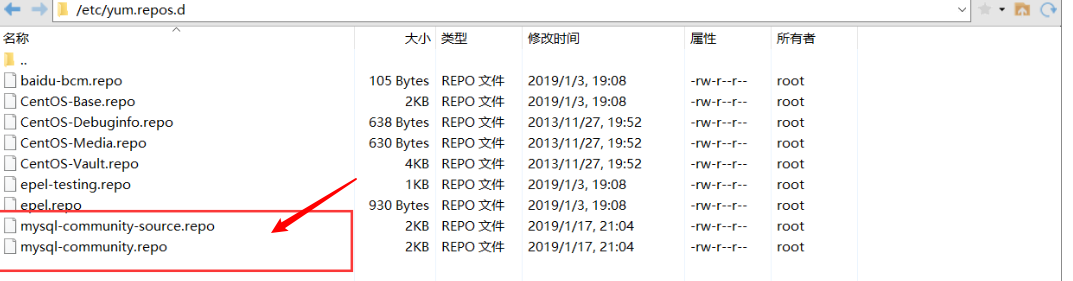 /etc/yum.repos.d
名称 大小 类型 修改时间 属性 所有者
..
baidu-bcm.repo 105 Bytes REPO 文件 2019/1/3, 19:08 -rw-r--r-- root
CentOS-Base.repo 2KB REPO 文件 2019/1/3, 19:08 -rw-r--r-- root
CentOS-Debuginfo.repo 638 Bytes REPO 文件 2013/11/27, 19:52 -rw-r--r-- root
CentOS-Media.repo 630 Bytes REPO 文件 2013/11/27, 19:52 -rw-r--r-- root
CentOS-Vault.repo 4KB REPO 文件 2013/11/27, 19:52 -rw-r--r-- root
epel-testing.repo 1KB REPO 文件 2019/1/3, 19:08 -rw-r--r-- root
epel.repo 930 Bytes REPO 文件 2019/1/3, 19:08 -rw-r--r-- root
mysql-community-source.repo 2KB REPO 文件 2019/1/17, 21:04 -rw-r--r-- root
mysql-community.repo 2KB REPO 文件 2019/1/17, 21:04 -rw-r--r-- root